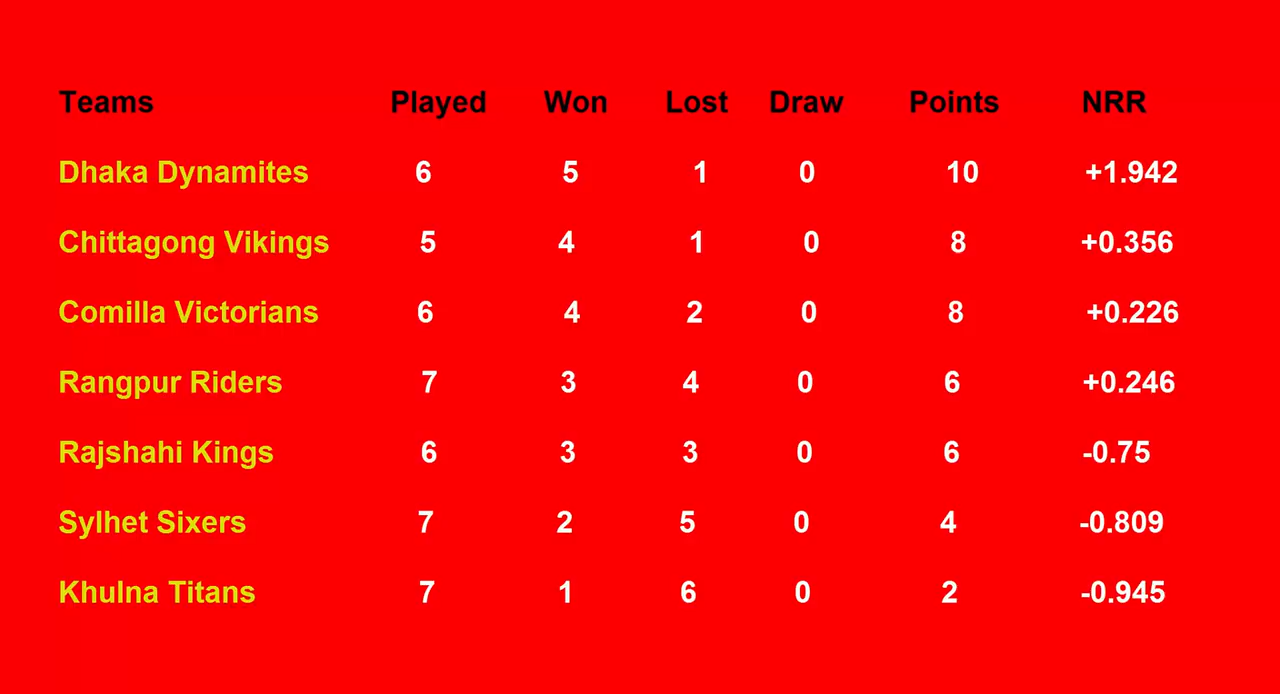 Teams Played Won Lost Draw Points NRR
Dhaka Dynamites 6 5 1 0 10 +1.942
Chittagong Vikings 5 4 1 0 8 +0.356
Comilla Victorians 6 4 2 0 8 +0.226
Rangpur Riders 7 3 4 0 6 +0.246
Rajshahi Kings 6 3 3 0 6 -0.75
Sylhet Sixers 7 2 5 0 4 -0.809
Khulna Titans 7 1 6 0 2 -0.945